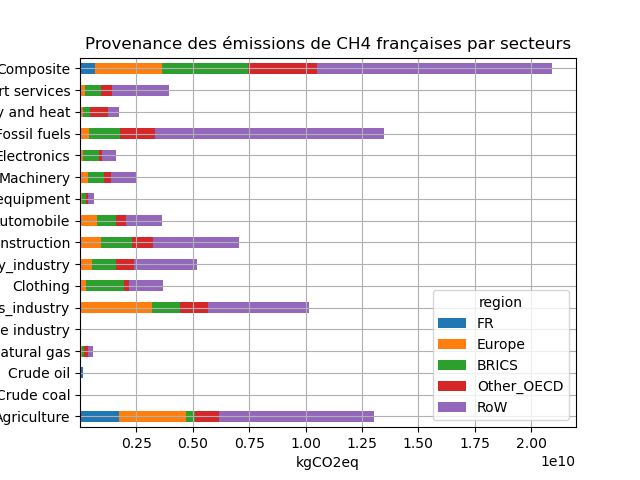 Provenance des émissions de CH4 françaises par secteurs
Composite
rt services
y and heat
Fossil fuels
Electronics
Machinery
equipment
utomobile
nstruction
y_industry
Clothing
s_industry
e industry
atural gas
Crude oil
Crude coal
Agriculture
region
FR
Europe
BRICS
Other_OECD
RoW
0.25 0.50 0.75 1.00 1.25 1.50 1.75 2.00
1e10
kgCO2eq